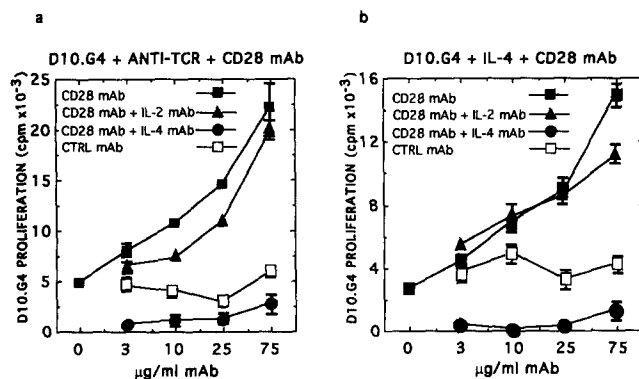 a
D10.G4 + ANTI-TCR + CD28 mAb
D10.G4 PROLIFERATION (cpm x10-3)
25
20
15
10
5
0
CD28 mAb
CD28 mAb + IL-2 mAb
CD28 mAb + IL-4 mAb
CTRL mAb
0 3 10 25 75
µg/ml mAb
b
D10.G4 + IL-4 + CD28 mAb
D10.G4 PROLIFERATION (cpm x10-3)
16
12
8
4
0
CD28 mAb
CD28 mAb + IL-2 mAb
CD28 mAb + IL-4 mAb
CTRL mAb
0 3 10 25 75
µg/ml mAb